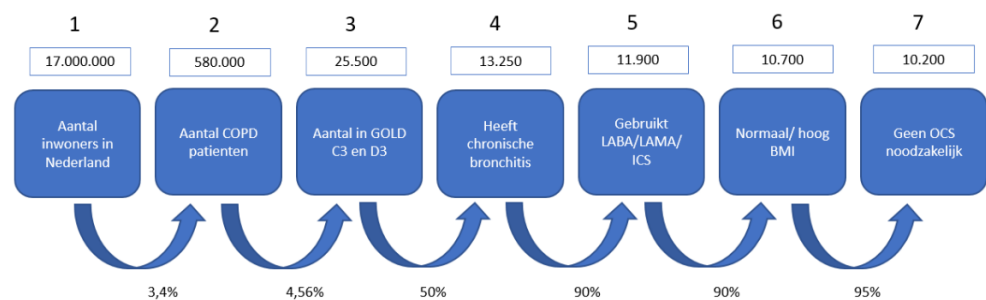 1 2 3 4 5 6 7
17.000.000 580.000 25.500 13.250 11.900 10.700 10.200
Aantal
inwoners in
Nederland
Aantal COPD
patienten
Aantal in GOLD
C3 en D3
Heeft
chronische
bronchitis
Gebruikt
LABA/LAMA/
ICS
Normaal/ hoog
BMI
Geen OCS
noodzakelijk
3,4% 4,56% 50% 90% 90% 95%